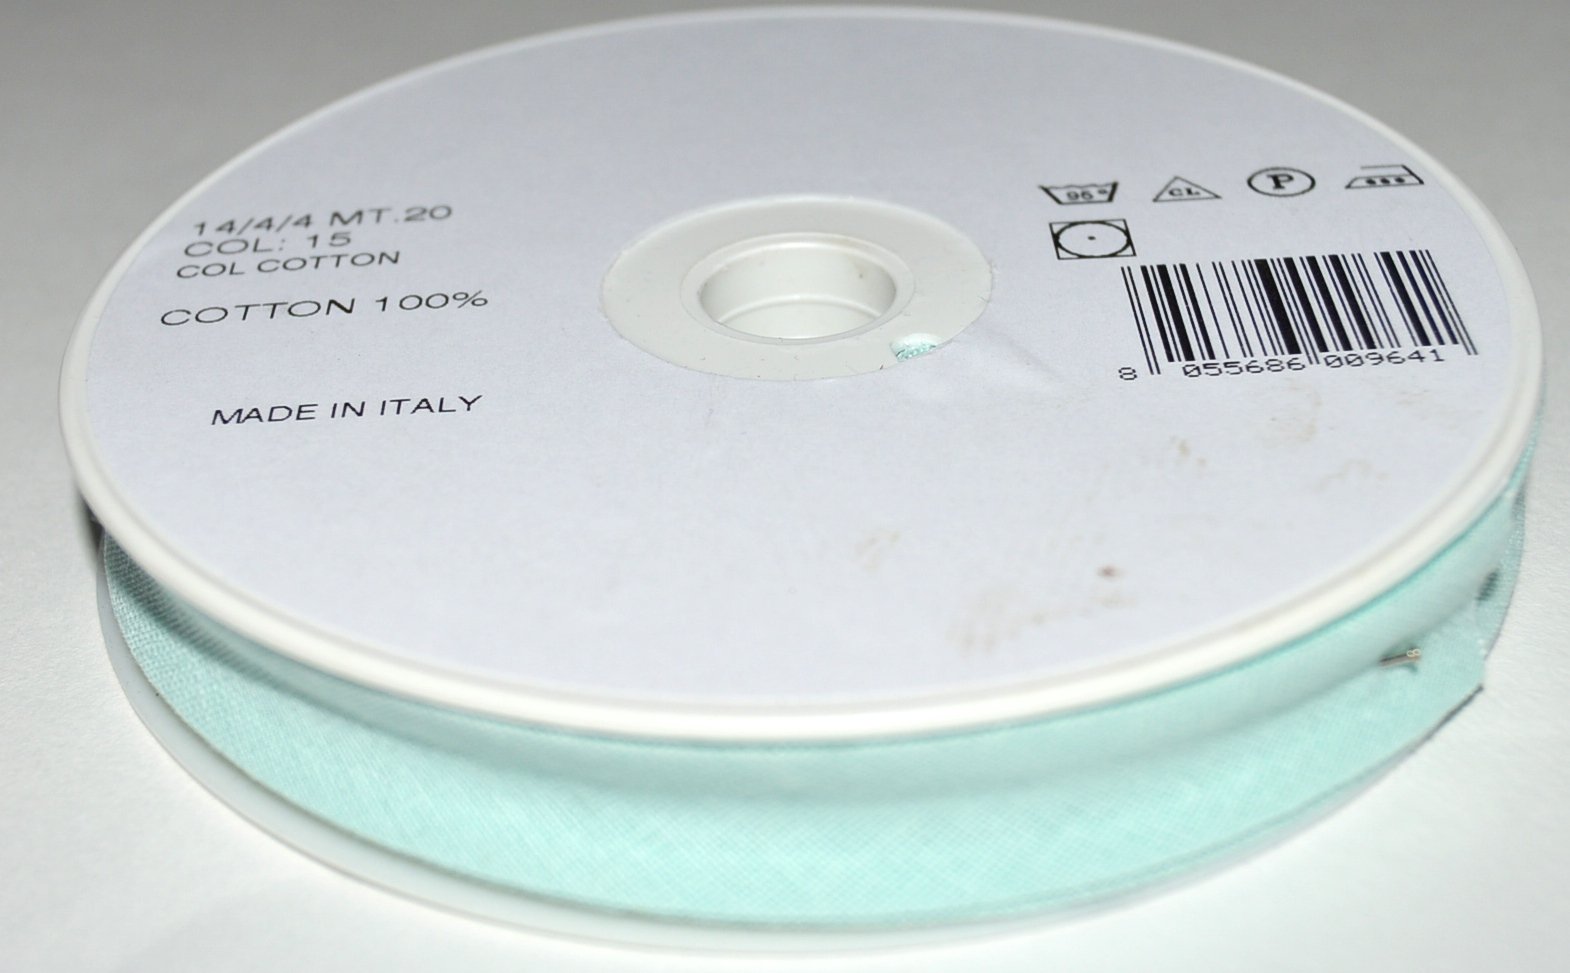 14/4/4 MT.20
COL: 15
COL COTTON
COTTON 100%
MADE IN ITALY
95°
CL
P
8 055686 009641